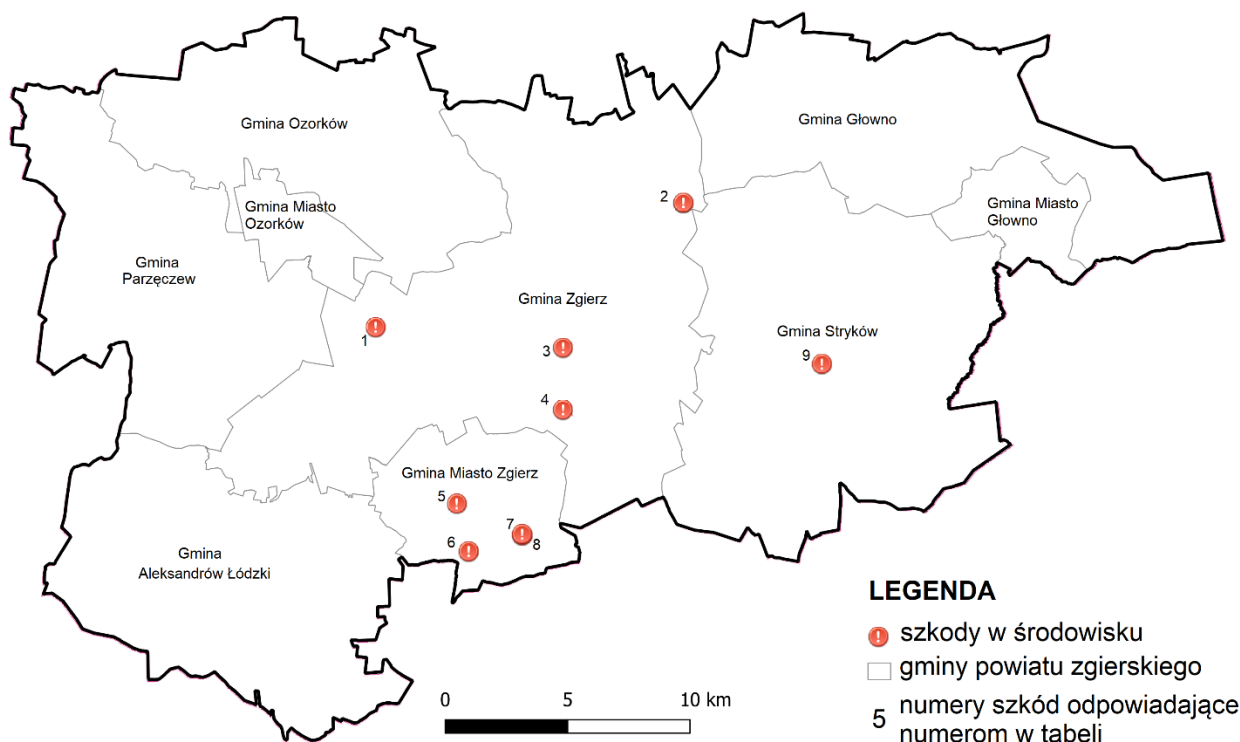 Gmina Ozorków
Gmina Głowno
Gmina Miasto
Ozorków
Gmina Miasto
Głowno
2
Gmina
Parzęczew
Gmina Zgierz
1
3
Gmina Stryków
9
4
Gmina Miasto Zgierz
5
7
8
6
Gmina
Aleksandrów Łódzki
LEGENDA
szkody w środowisku
gminy powiatu zgierskiego
5 numery szkód odpowiadające
numerom w tabeli
0 5 10 km